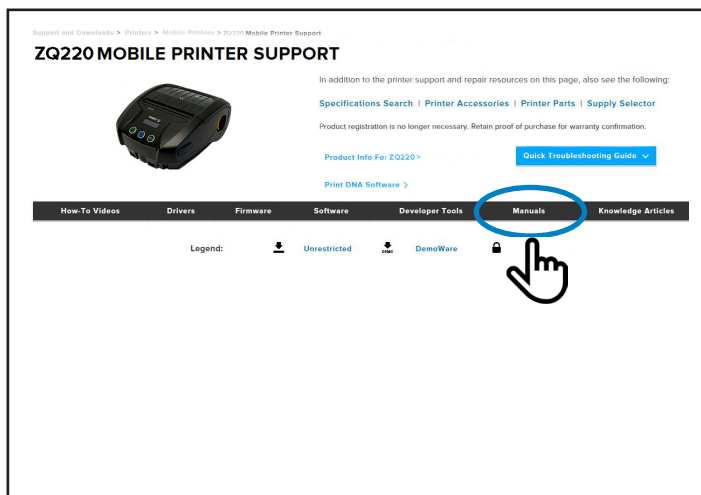 Support and Downloads > Printers > Mobile Printers > ZQ220 Mobile Printer Support
ZQ220 MOBILE PRINTER SUPPORT
In addition to the printer support and repair resources on this page, also see the following:
Specifications Search | Printer Accessories | Printer Parts | Supply Selector
Product registration is no longer necessary. Retain proof of purchase for warranty confirmation.
Product Info For ZQ220 >
Quick Troubleshooting Guide
Print DNA Software >
How-To Videos Drivers Firmware Software Developer Tools Manuals Knowledge Articles
Legend: Unrestricted DEMO DemoWare